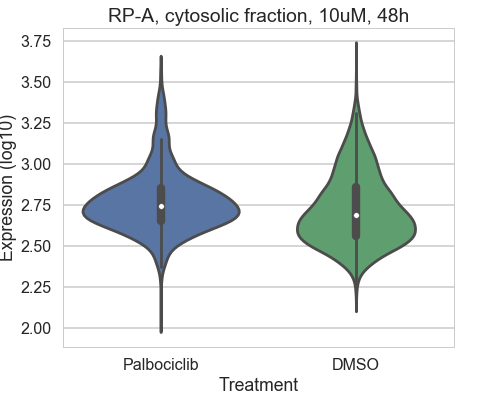 RP-A, cytosolic fraction, 10uM, 48h
Expression (log10)
3.75
3.50
3.25
3.00
2.75
2.50
2.25
2.00
Palbociclib DMSO
Treatment